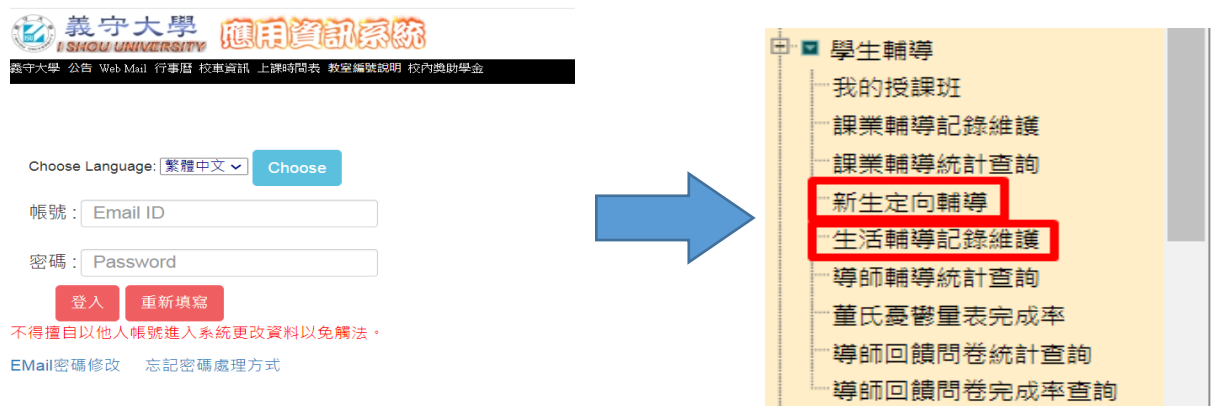 義守大學
I SHOU UNIVERSITY
應用資訊系統
義守大學 公告 Web Mail 行事曆 校車資訊 上課時間表 教室編號說明 校內獎助學金
Choose Language: 繁體中文 Choose
帳號 : Email ID
密碼 : Password
登入 重新填寫
不得擅自以他人帳號進入系統更改資料以免觸法。
EMail密碼修改 忘記密碼處理方式
學生輔導
我的授課班
課業輔導記錄維護
課業輔導統計查詢
新生定向輔導
生活輔導記錄維護
導師輔導統計查詢
董氏憂鬱量表完成率
導師回饋問卷統計查詢
導師回饋問卷完成率查詢